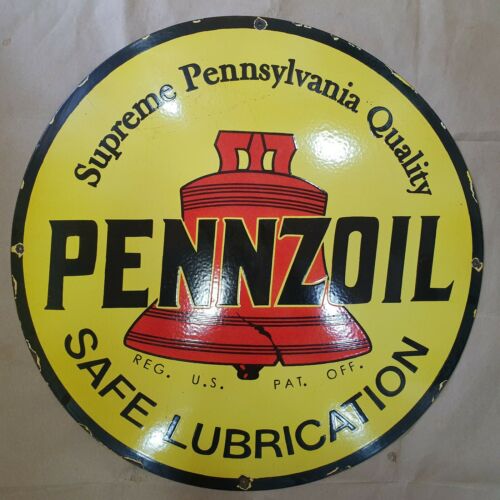 Supreme Pennsylvania Quality
PENNZOIL
REG. U.S. PAT. OFF.
SAFE LUBRICATION